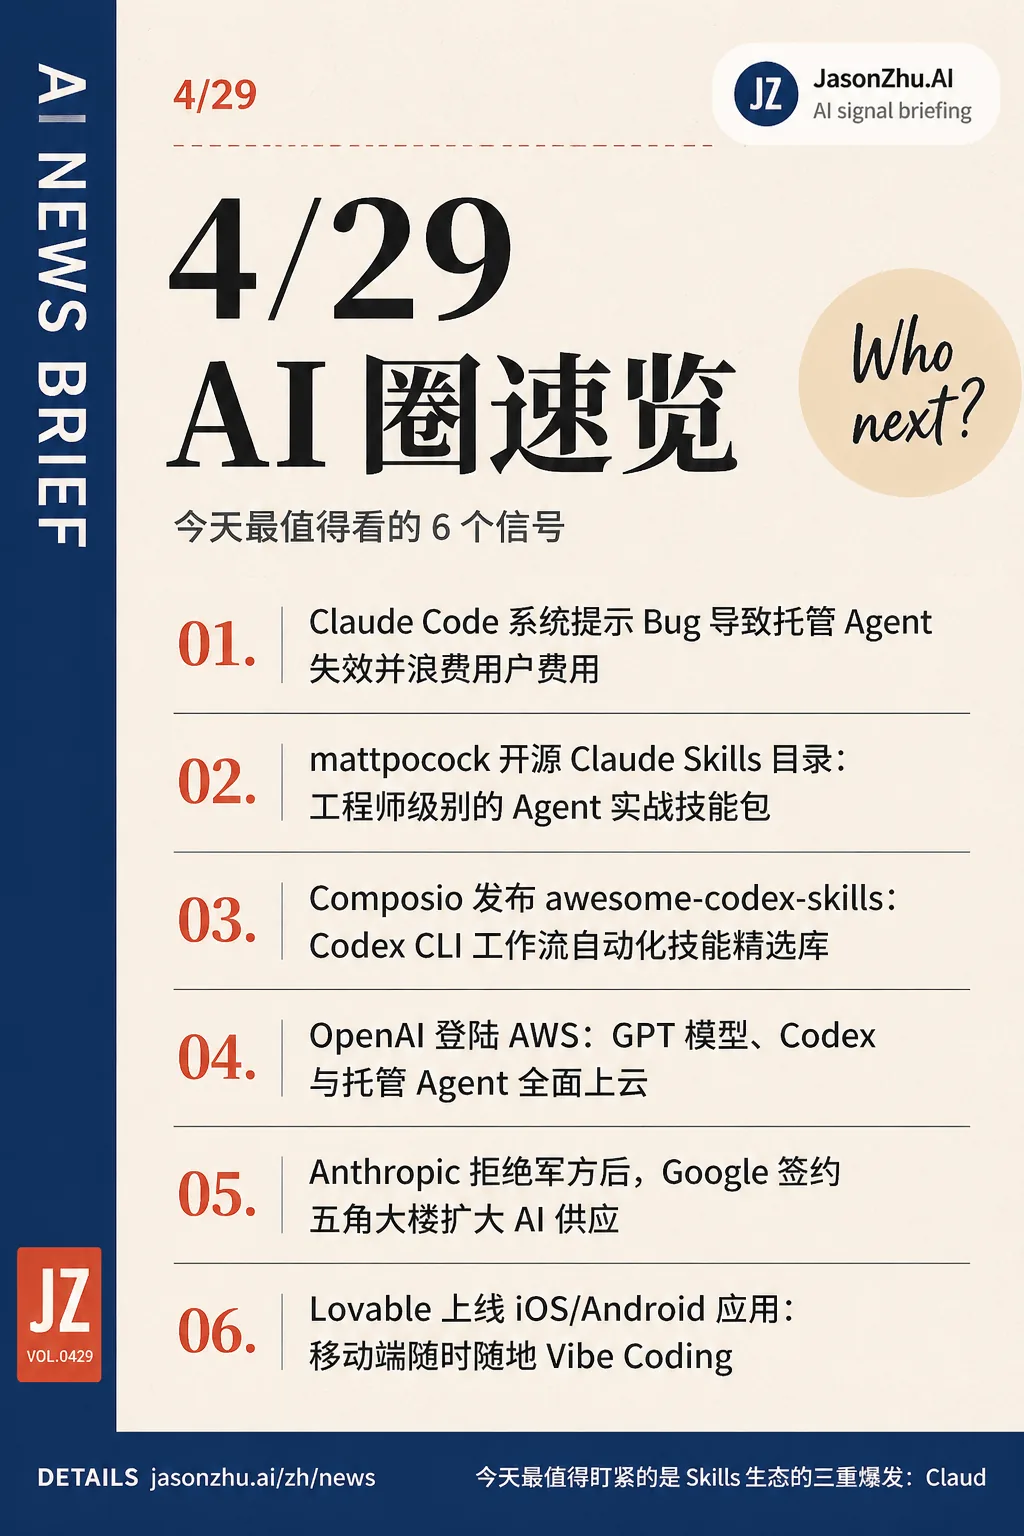 AI NEWS BRIEF
4/29
JZ
JasonZhu.AI
AI signal briefing
4/29
AI 圈速览
Who
next?
今天最值得看的 6 个信号
01.
Claude Code 系统提示 Bug 导致托管 Agent
失效并浪费用户费用
02.
mattpocock 开源 Claude Skills 目录：
工程师级别的 Agent 实战技能包
03.
Composio 发布 awesome-codex-skills：
Codex CLI 工作流自动化技能精选库
04.
OpenAI 登陆 AWS：GPT 模型、Codex
与托管 Agent 全面上云
05.
Anthropic 拒绝军方后，Google 签约
五角大楼扩大 AI 供应
06.
Lovable 上线 iOS/Android 应用：
移动端随时随地 Vibe Coding
JZ
VOL.0429
DETAILS jasonzhu.ai/zh/news
今天最值得盯紧的是 Skills 生态的三重爆发：Claud